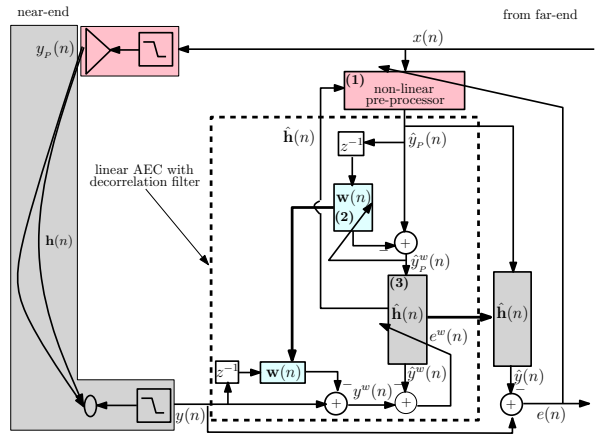 near-end
from far-end
x(n)
y_P(n)
(1)
non-linear
pre-processor
ĥ(n)
z⁻¹
ŷ_P(n)
linear AEC with
decorrelation filter
w(n)
(2)
−
+
h(n)
ŷ_P^w(n)
(3)
ĥ(n)
ĥ(n)
e^w(n)
z⁻¹
w(n)
ŷ^w(n)
ŷ(n)
−
y^w(n)
−
−
y(n)
+
+
+
e(n)